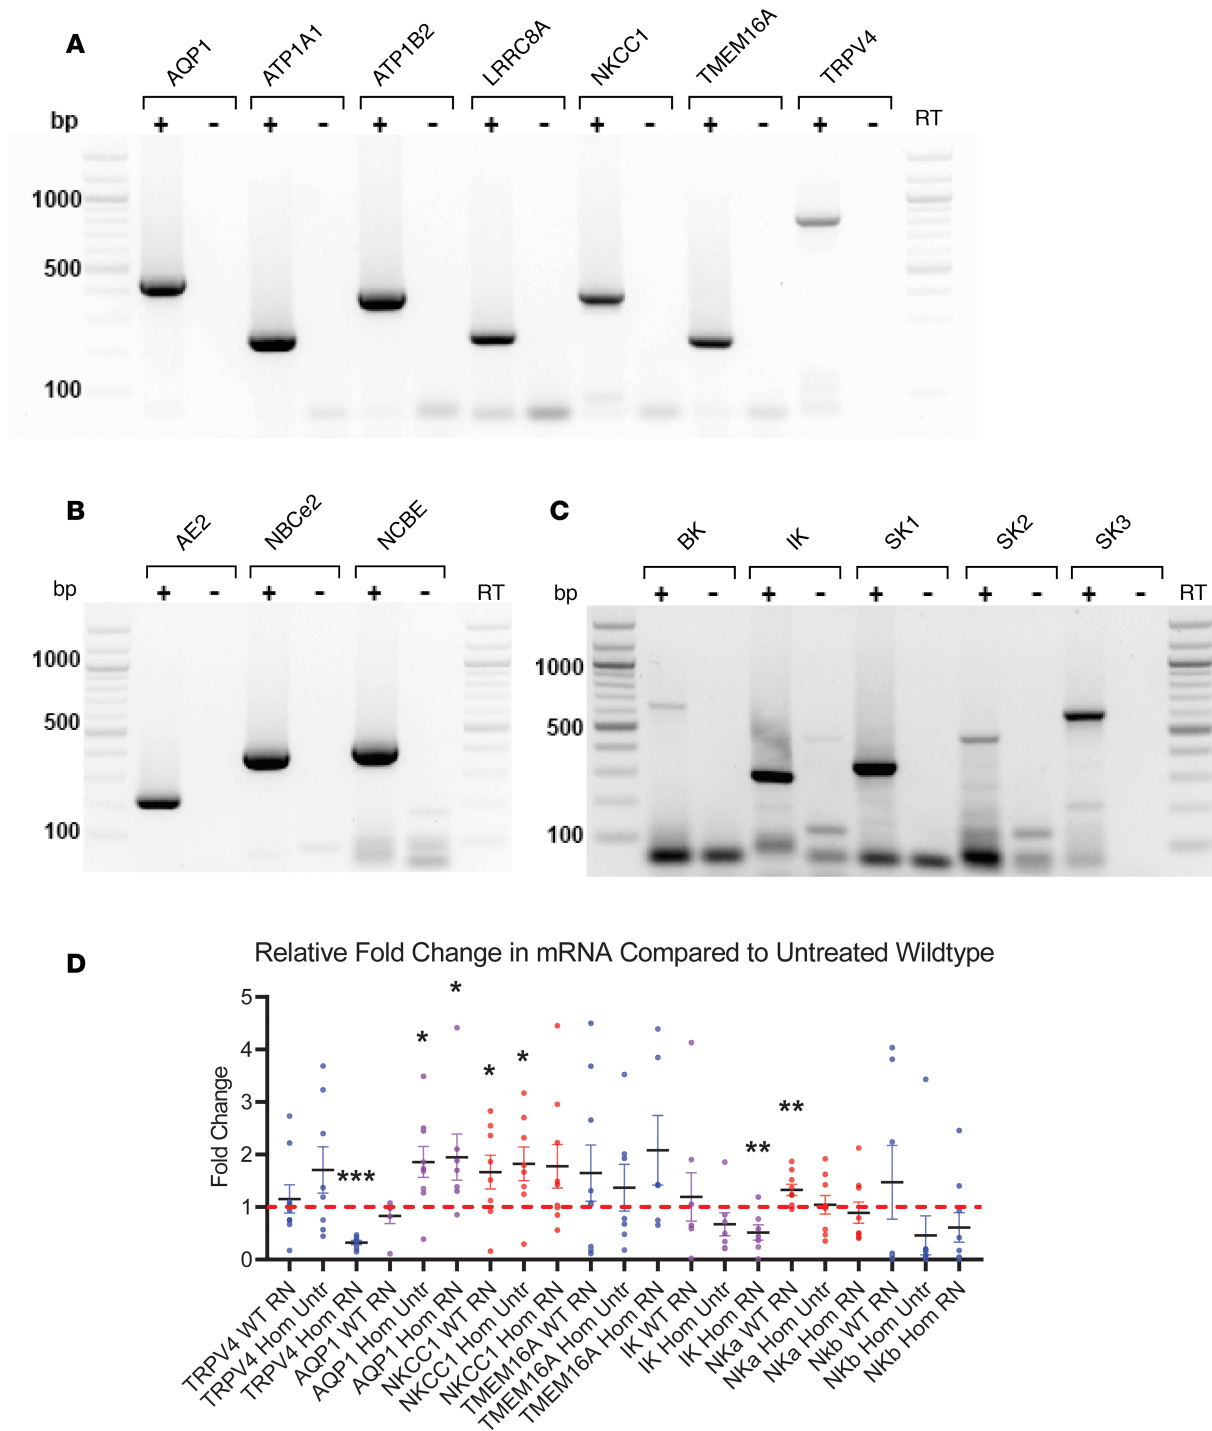 A
AQP1 ATP1A1 ATP1B2 LRRC8A NKCC1 TMEM16A TRPV4
bp + - + - + - + - + - + - + - RT
1000
500
100
B
AE2 NBCe2 NCBE
bp + - + - + - RT
1000
500
100
C
BK IK SK1 SK2 SK3
bp + - + - + - + - + - RT
1000
500
100
D
Relative Fold Change in mRNA Compared to Untreated Wildtype
Fold Change
5
4
3
2
1
0
*** * * * * ** **
TRPV4 WT RN
TRPV4 Hom Untr
TRPV4 Hom RN
AQP1 WT RN
AQP1 Hom Untr
AQP1 Hom RN
NKCC1 WT RN
NKCC1 Hom Untr
NKCC1 Hom RN
TMEM16A WT RN
TMEM16A Hom Untr
TMEM16A Hom RN
IK WT RN
IK Hom Untr
IK Hom RN
NKa WT RN
NKa Hom Untr
NKa Hom RN
NKb WT RN
NKb Hom Untr
NKb Hom RN